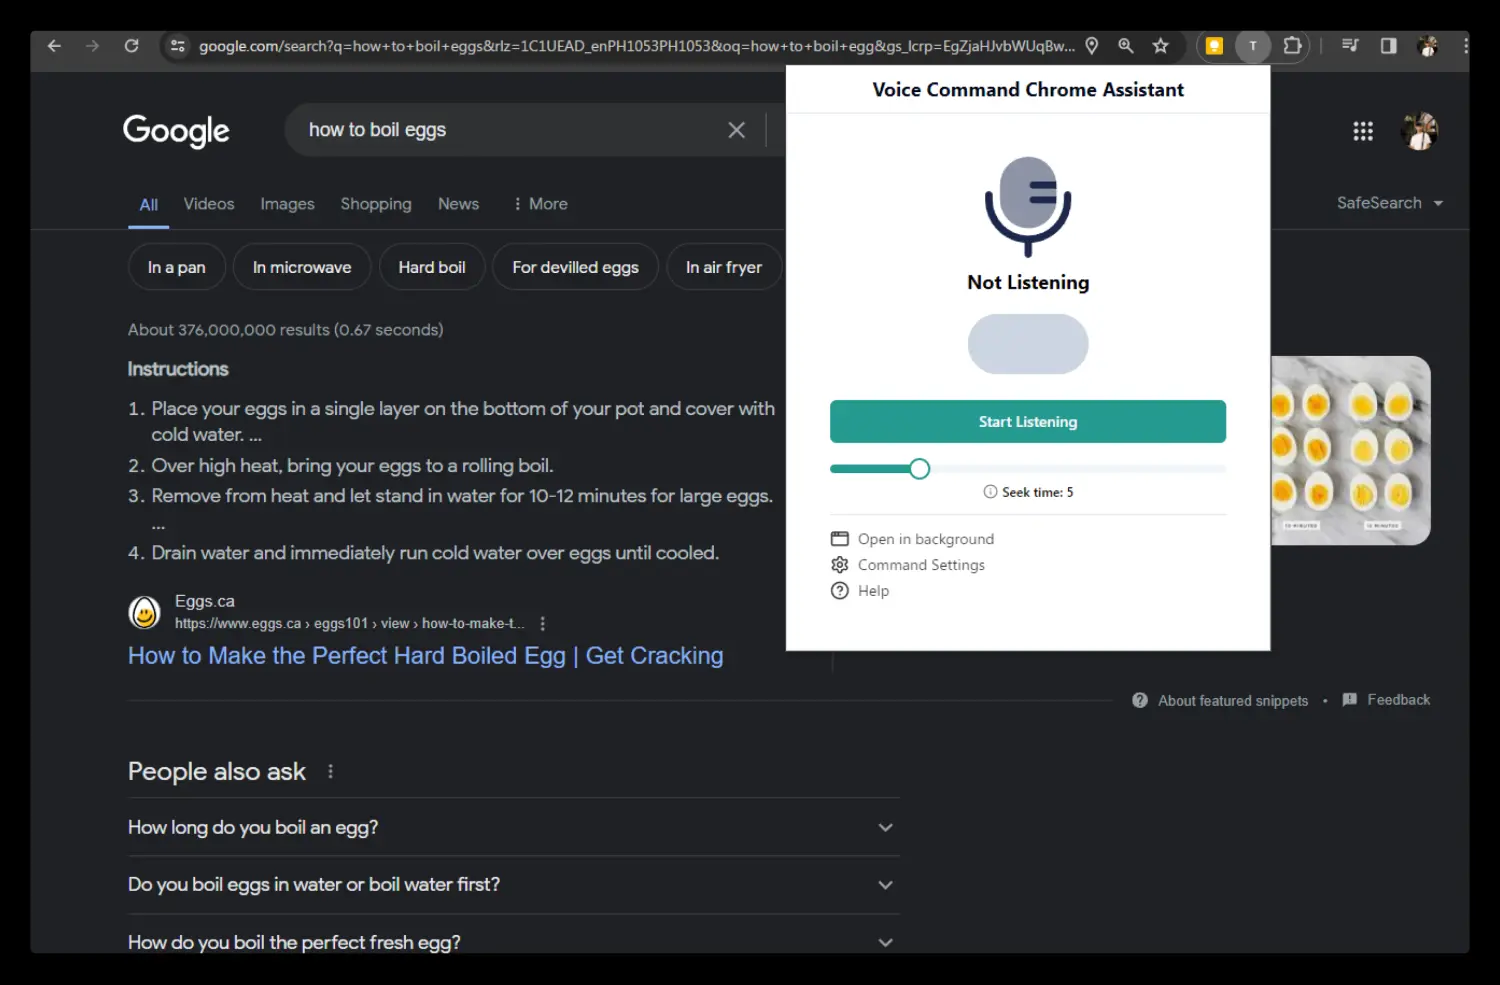 google.com/search?q=how+to+boil+eggs&rlz=1C1UEAD_enPH1053PH1053&oq=how+to+boil+egg&gs_lcrp=EgZjaHJvbWUqBw...
T
Voice Command Chrome Assistant
Google
how to boil eggs
All Videos Images Shopping News More
SafeSearch
In a pan In microwave Hard boil For devilled eggs In air fryer
Not Listening
About 376,000,000 results (0.67 seconds)
Instructions
1. Place your eggs in a single layer on the bottom of your pot and cover with
cold water. ...
2. Over high heat, bring your eggs to a rolling boil.
3. Remove from heat and let stand in water for 10-12 minutes for large eggs.
...
4. Drain water and immediately run cold water over eggs until cooled.
Start Listening
Seek time: 5
Open in background
Command Settings
Help
Eggs.ca
https://www.eggs.ca › eggs101 › view › how-to-make-t...
How to Make the Perfect Hard Boiled Egg | Get Cracking
About featured snippets • Feedback
People also ask
How long do you boil an egg?
Do you boil eggs in water or boil water first?
How do you boil the perfect fresh egg?